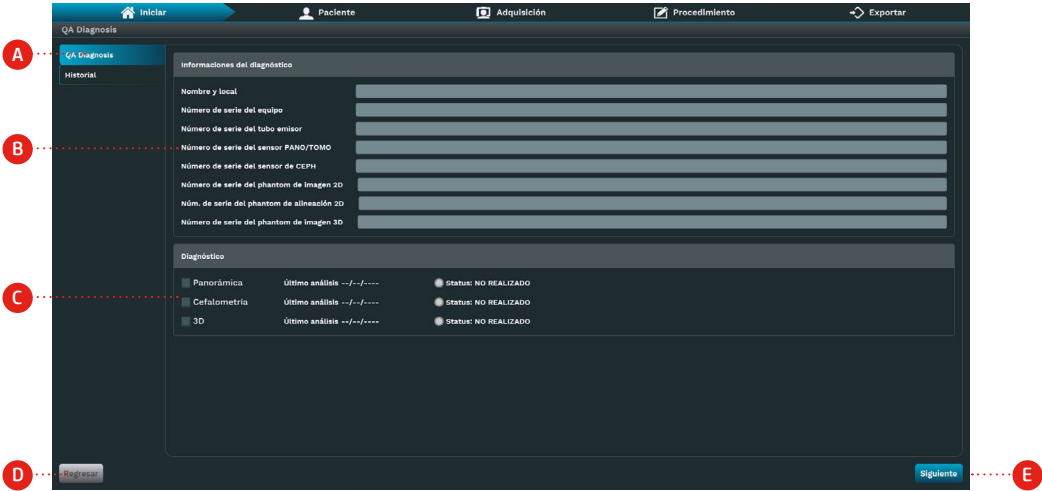 Iniciar
Paciente
Adquisición
Procedimiento
Exportar
QA Diagnosis
A
QA Diagnosis
Historial
Informaciones del diagnóstico
Nombre y local
Número de serie del equipo
Número de serie del tubo emisor
B
Número de serie del sensor PANO/TOMO
Número de serie del sensor de CEPH
Número de serie del phantom de imagen 2D
Núm. de serie del phantom de alineación 2D
Número de serie del phantom de imagen 3D
Diagnóstico
Panorámica Último análisis --/--/---- Status: NO REALIZADO
C
Cefalometría Último análisis --/--/---- Status: NO REALIZADO
3D Último análisis --/--/---- Status: NO REALIZADO
D
Regresar
Siguiente
E